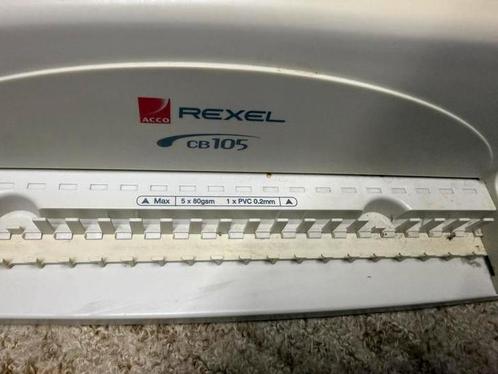 ACCO REXEL
CB105
Max 5 x 80gsm 1 x PVC 0.2mm